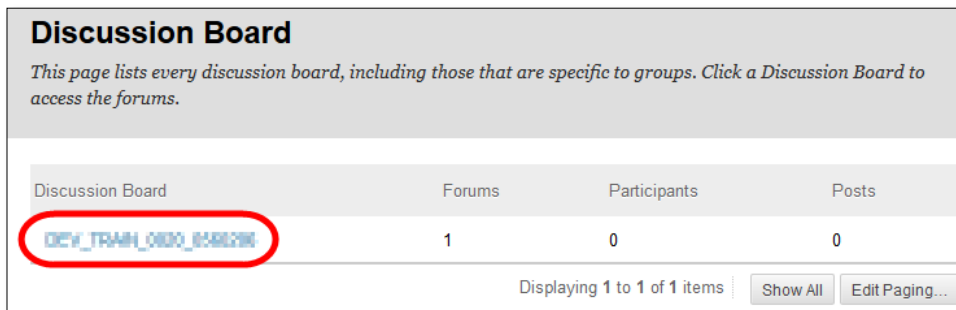 Discussion Board
This page lists every discussion board, including those that are specific to groups. Click a Discussion Board to
access the forums.
Discussion Board Forums Participants Posts
1 0 0
Displaying 1 to 1 of 1 items Show All Edit Paging...